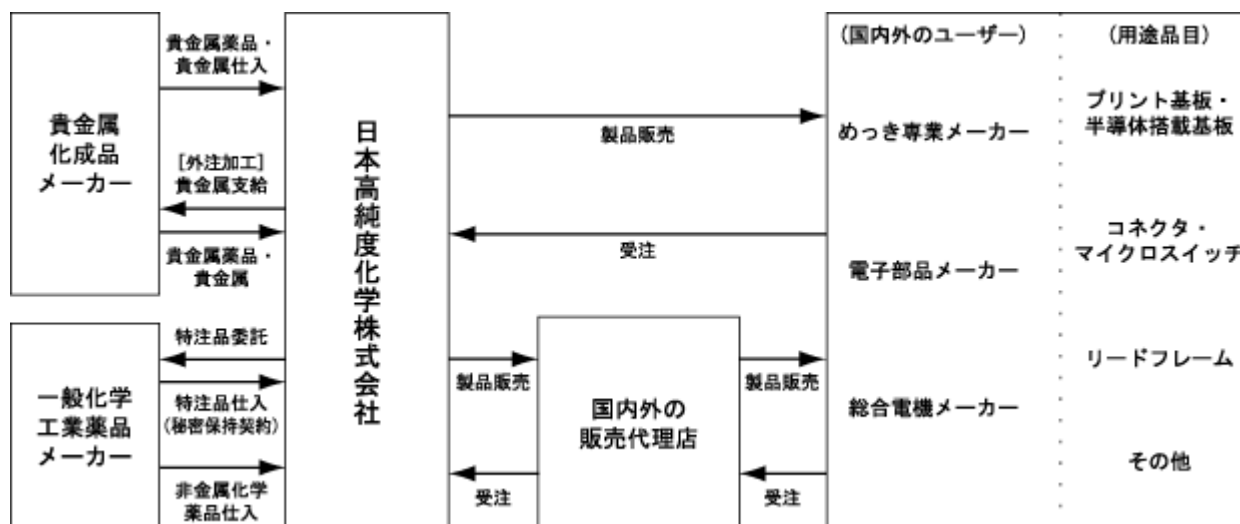 貴金属
化成品
メーカー
貴金属薬品・
貴金属仕入
[外注加工]
貴金属支給
貴金属薬品・
貴金属
一般化学
工業薬品
メーカー
特注品委託
特注品仕入
(秘密保持契約)
非金属化学
薬品仕入
日本高純度化学株式会社
製品販売
受注
製品販売
受注
国内外の
販売代理店
製品販売
受注
(国内外のユーザー)
めっき専業メーカー
電子部品メーカー
総合電機メーカー
(用途品目)
プリント基板・
半導体搭載基板
コネクタ・
マイクロスイッチ
リードフレーム
その他